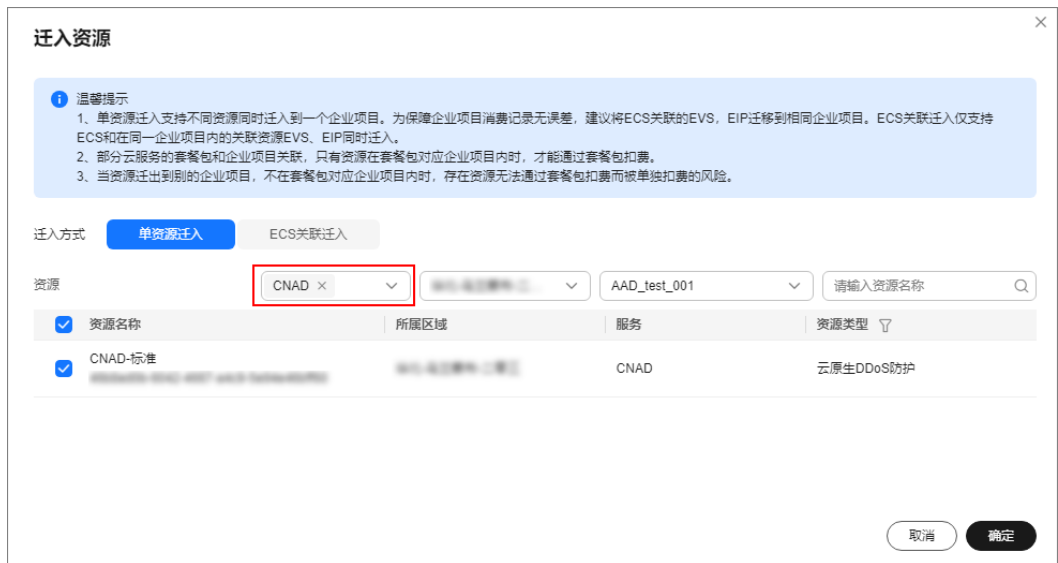 迁入资源
温馨提示
1、单资源迁入支持不同资源同时迁入到一个企业项目。为保障企业项目消费记录无误差，建议将ECS关联的EVS，EIP迁移到相同企业项目。ECS关联迁入仅支持
ECS和在同一企业项目内的关联资源EVS、EIP同时迁入。
2、部分云服务的套餐包和企业项目关联，只有资源在套餐包对应企业项目内时，才能通过套餐包扣费。
3、当资源迁出到别的企业项目，不在套餐包对应企业项目内时，存在资源无法通过套餐包扣费而被单独扣费的风险。
迁入方式 单资源迁入 ECS关联迁入
资源 CNAD AAD_test_001 请输入资源名称
资源名称 所属区域 服务 资源类型
CNAD-标准 CNAD 云原生DDoS防护
取消 确定